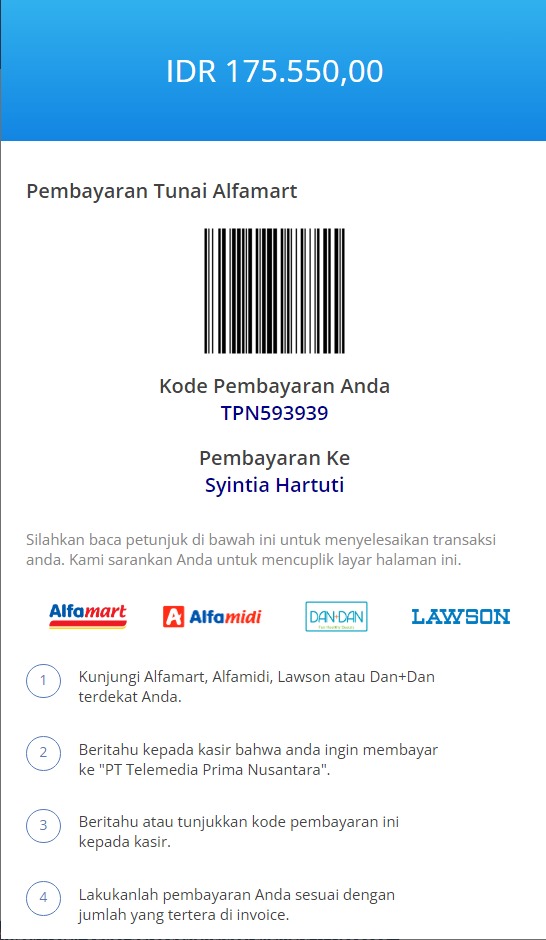 IDR 175.550,00
Pembayaran Tunai Alfamart
Kode Pembayaran Anda
TPN593939
Pembayaran Ke
Syintia Hartuti
Silahkan baca petunjuk di bawah ini untuk menyelesaikan transaksi
anda. Kami sarankan Anda untuk mencuplik layar halaman ini.
Alfamart Alfamidi DAN+DAN LAWSON
1 Kunjungi Alfamart, Alfamidi, Lawson atau Dan+Dan
terdekat Anda.
2 Beritahu kepada kasir bahwa anda ingin membayar
ke "PT Telemedia Prima Nusantara".
3 Beritahu atau tunjukkan kode pembayaran ini
kepada kasir.
4 Lakukanlah pembayaran Anda sesuai dengan
jumlah yang tertera di invoice.